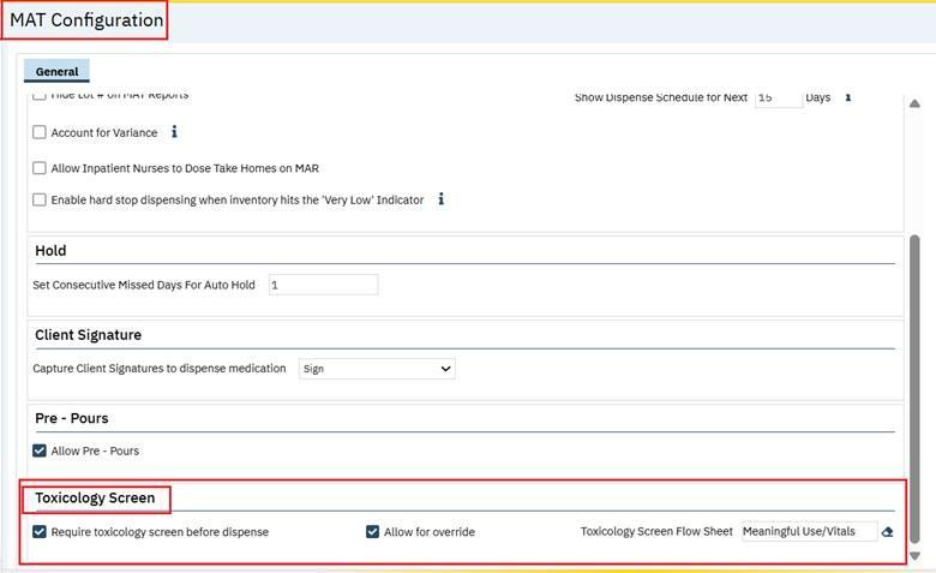 MAT Configuration
General
Hide Lot # on MAT Reports
Show Dispense Schedule for Next 15 Days
Account for Variance
Allow Inpatient Nurses to Dose Take Homes on MAR
Enable hard stop dispensing when inventory hits the 'Very Low' Indicator
Hold
Set Consecutive Missed Days For Auto Hold 1
Client Signature
Capture Client Signatures to dispense medication Sign
Pre - Pours
Allow Pre - Pours
Toxicology Screen
Require toxicology screen before dispense Allow for override Toxicology Screen Flow Sheet Meaningful Use/Vitals